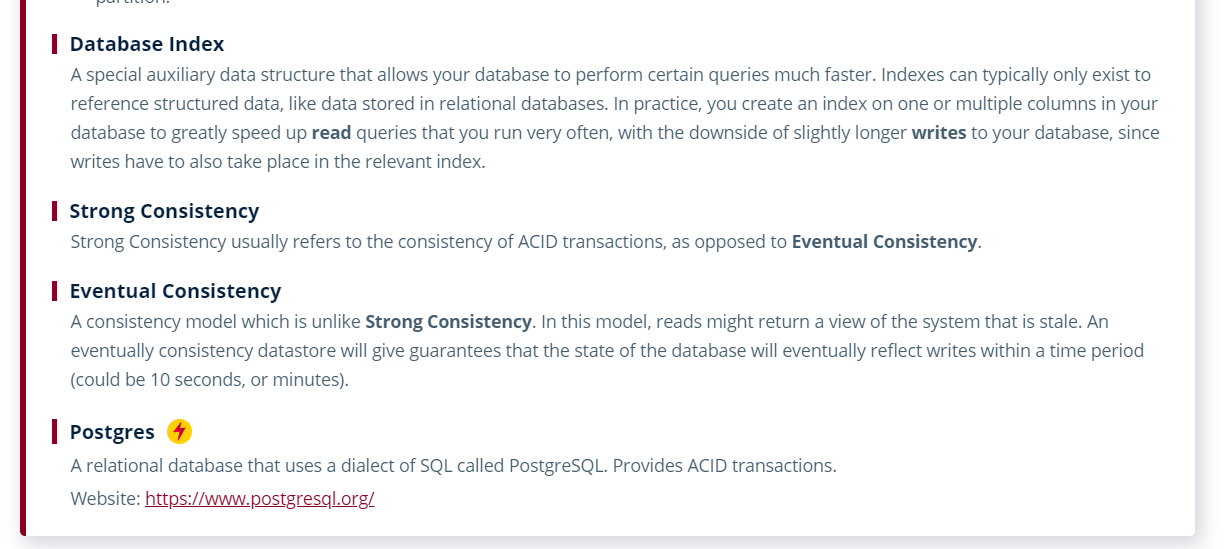 partition.
Database Index
A special auxiliary data structure that allows your database to perform certain queries much faster. Indexes can typically only exist to
reference structured data, like data stored in relational databases. In practice, you create an index on one or multiple columns in your
database to greatly speed up read queries that you run very often, with the downside of slightly longer writes to your database, since
writes have to also take place in the relevant index.
Strong Consistency
Strong Consistency usually refers to the consistency of ACID transactions, as opposed to Eventual Consistency.
Eventual Consistency
A consistency model which is unlike Strong Consistency. In this model, reads might return a view of the system that is stale. An
eventually consistency datastore will give guarantees that the state of the database will eventually reflect writes within a time period
(could be 10 seconds, or minutes).
Postgres
A relational database that uses a dialect of SQL called PostgreSQL. Provides ACID transactions.
Website: https://www.postgresql.org/